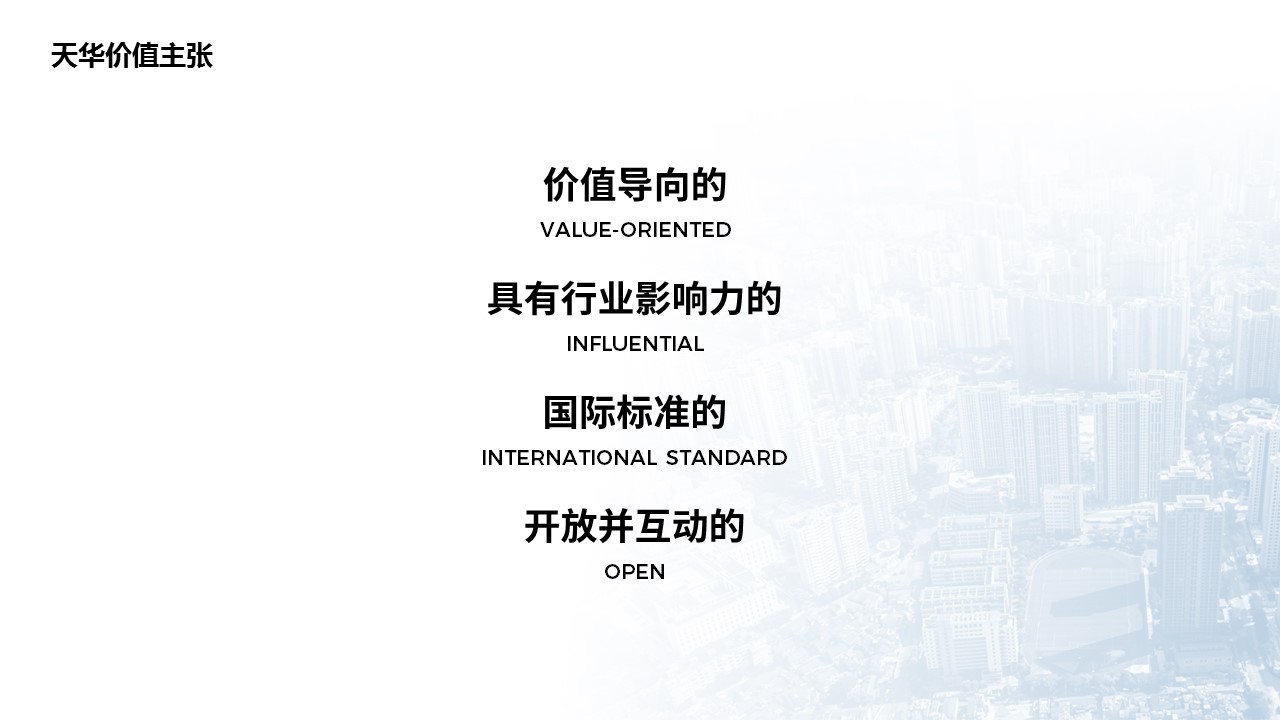 天华价值主张
价值导向的
VALUE-ORIENTED
具有行业影响力的
INFLUENTIAL
国际标准的
INTERNATIONAL STANDARD
开放并互动的
OPEN